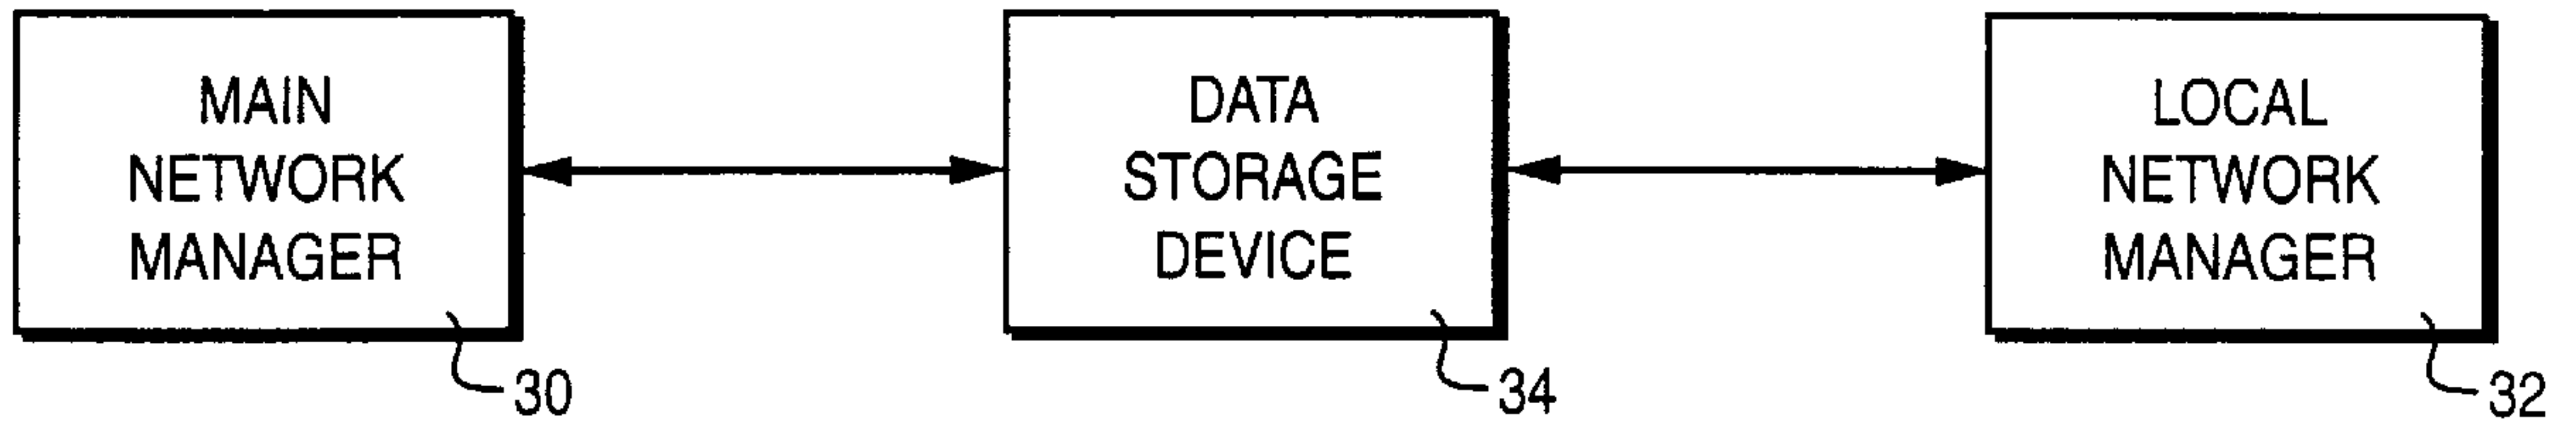 MAIN
NETWORK
MANAGER
30
DATA
STORAGE
DEVICE
34
LOCAL
NETWORK
MANAGER
32